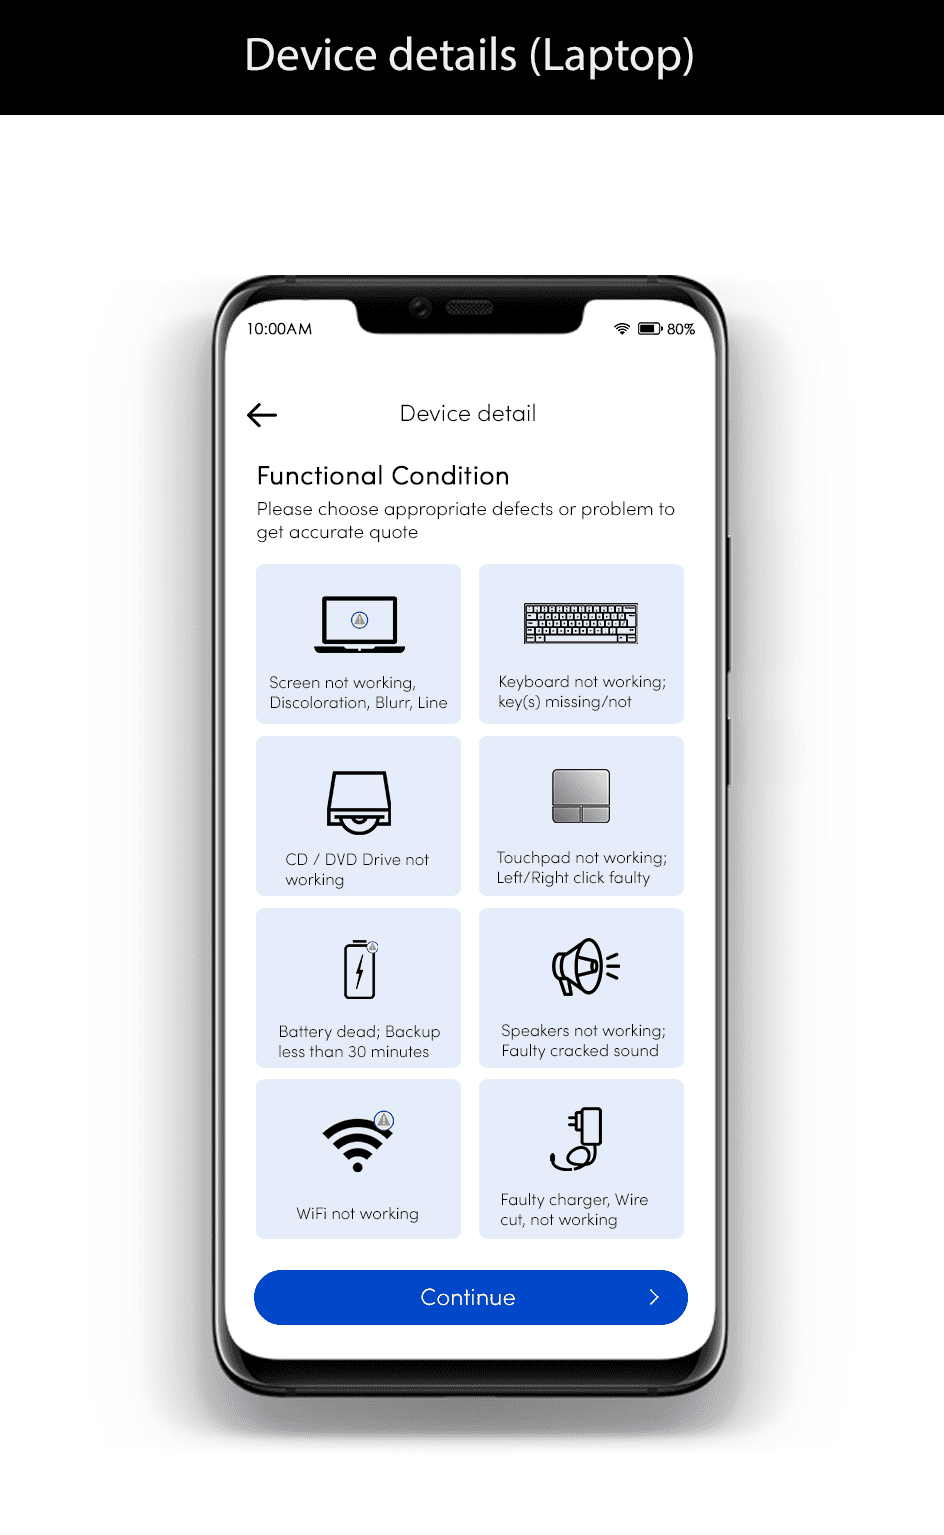 Device details (Laptop)
10:00AM
80%
Device detail
Functional Condition
Please choose appropriate defects or problem to
get accurate quote
Screen not working,
Discoloration, Blurr, Line
Keyboard not working;
key(s) missing/not
CD / DVD Drive not
working
Touchpad not working;
Left/Right click faulty
Battery dead; Backup
less than 30 minutes
Speakers not working;
Faulty cracked sound
WiFi not working
Faulty charger, Wire
cut, not working
Continue